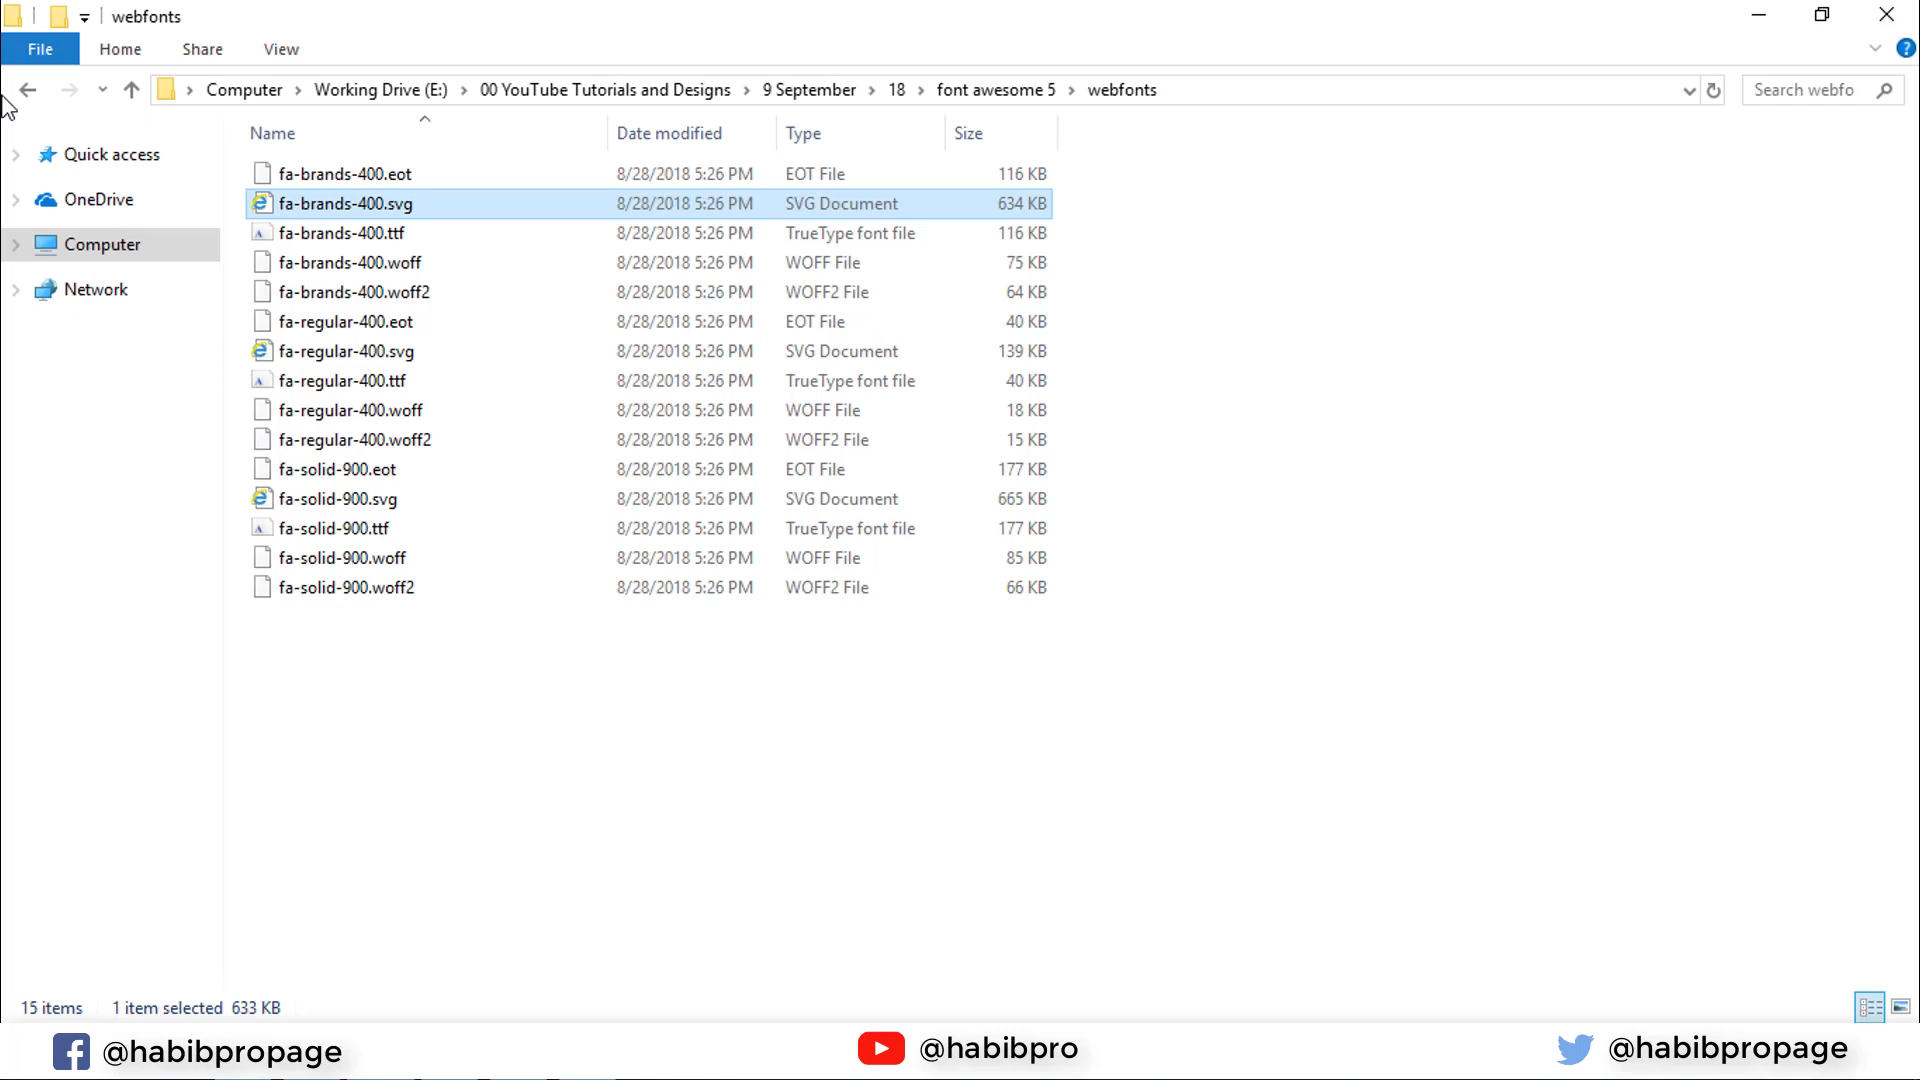 webfonts
File Home Share View
Computer Working Drive (E:) 00 YouTube Tutorials and Designs 9 September 18 font awesome 5 webfonts Search webfo
Name Date modified Type Size
Quick access
OneDrive
Computer
Network
fa-brands-400.eot 8/28/2018 5:26 PM EOT File 116 KB
fa-brands-400.svg 8/28/2018 5:26 PM SVG Document 634 KB
fa-brands-400.ttf 8/28/2018 5:26 PM TrueType font file 116 KB
fa-brands-400.woff 8/28/2018 5:26 PM WOFF File 75 KB
fa-brands-400.woff2 8/28/2018 5:26 PM WOFF2 File 64 KB
fa-regular-400.eot 8/28/2018 5:26 PM EOT File 40 KB
fa-regular-400.svg 8/28/2018 5:26 PM SVG Document 139 KB
fa-regular-400.ttf 8/28/2018 5:26 PM TrueType font file 40 KB
fa-regular-400.woff 8/28/2018 5:26 PM WOFF File 18 KB
fa-regular-400.woff2 8/28/2018 5:26 PM WOFF2 File 15 KB
fa-solid-900.eot 8/28/2018 5:26 PM EOT File 177 KB
fa-solid-900.svg 8/28/2018 5:26 PM SVG Document 665 KB
fa-solid-900.ttf 8/28/2018 5:26 PM TrueType font file 177 KB
fa-solid-900.woff 8/28/2018 5:26 PM WOFF File 85 KB
fa-solid-900.woff2 8/28/2018 5:26 PM WOFF2 File 66 KB
15 items 1 item selected 633 KB
@habibpropage @habibpro @habibpropage